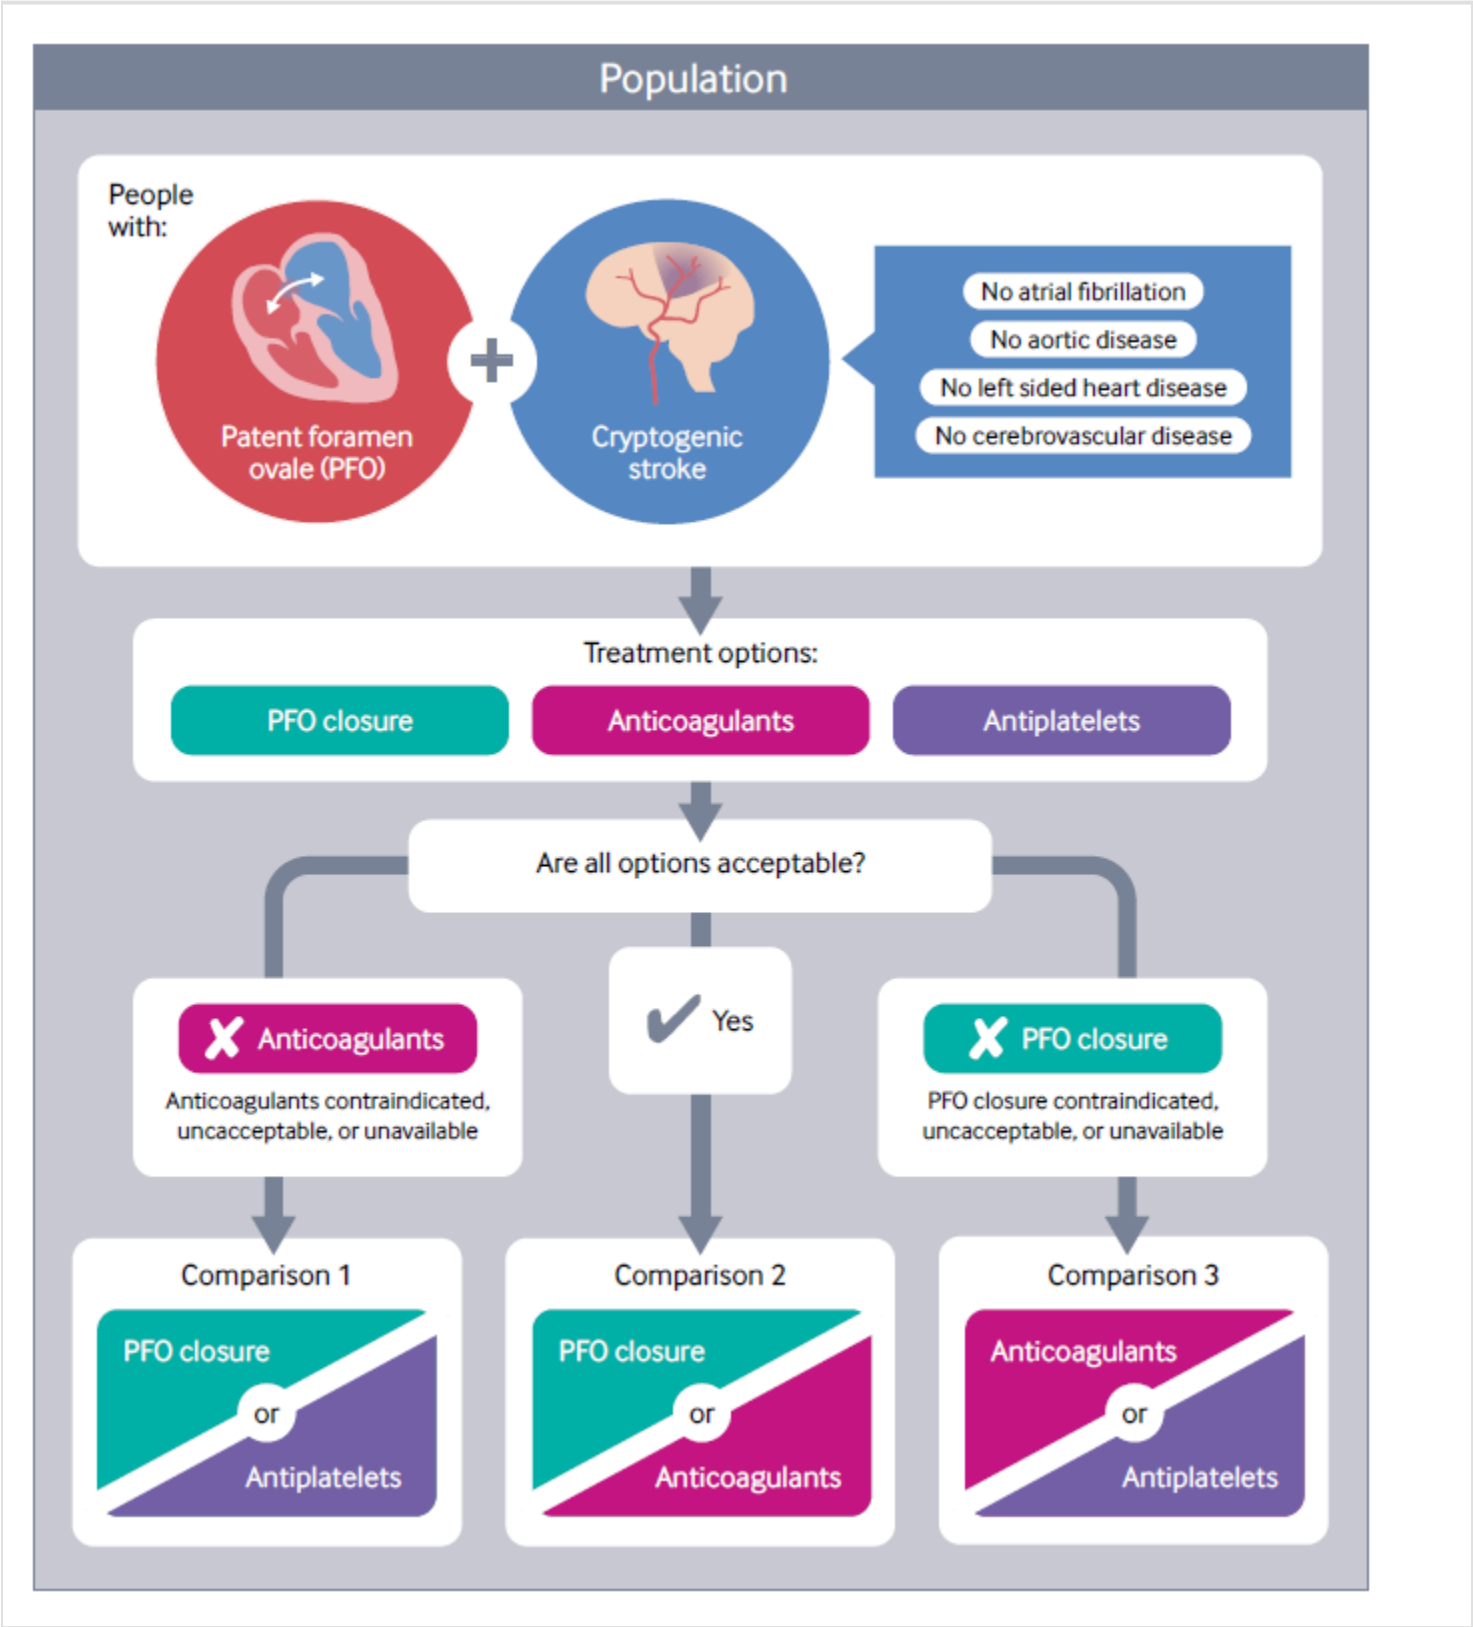 Population
People
with:
Patent foramen
ovale (PFO)
Cryptogenic
stroke
No atrial fibrillation
No aortic disease
No left sided heart disease
No cerebrovascular disease
Treatment options:
PFO closure
Anticoagulants
Antiplatelets
Are all options acceptable?
Anticoagulants
Anticoagulants contraindicated,
uncacceptable, or unavailable
Yes
PFO closure
PFO closure contraindicated,
uncacceptable, or unavailable
Comparison 1
PFO closure
or
Antiplatelets
Comparison 2
PFO closure
or
Anticoagulants
Comparison 3
Anticoagulants
or
Antiplatelets